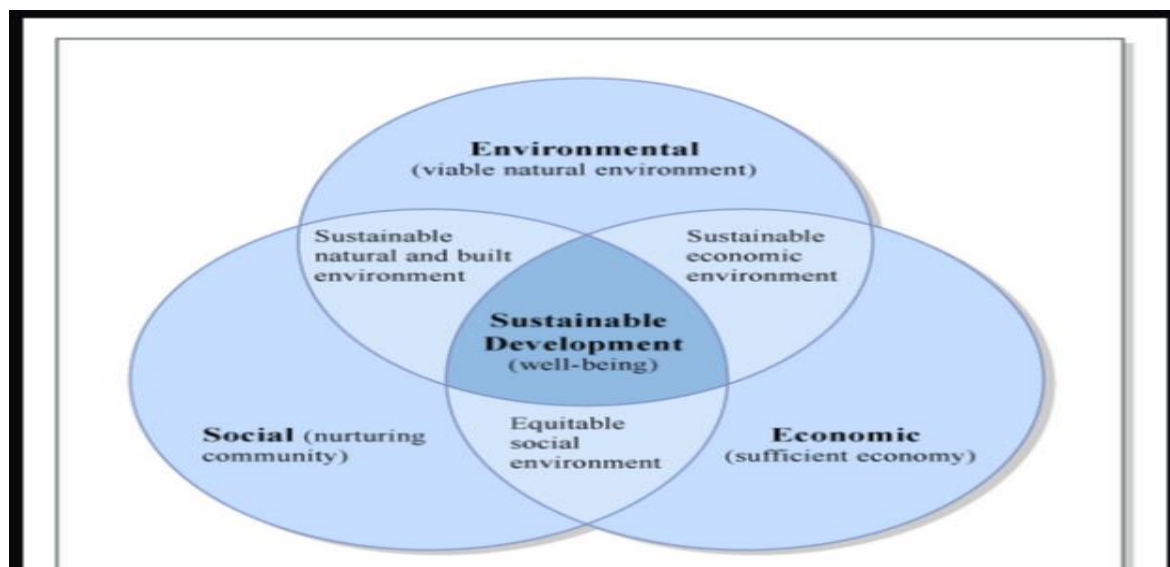 Environmental
(viable natural environment)
Sustainable
natural and built
environment
Sustainable
economic
environment
Sustainable
Development
(well-being)
Social (nurturing
community)
Equitable
social
environment
Economic
(sufficient economy)